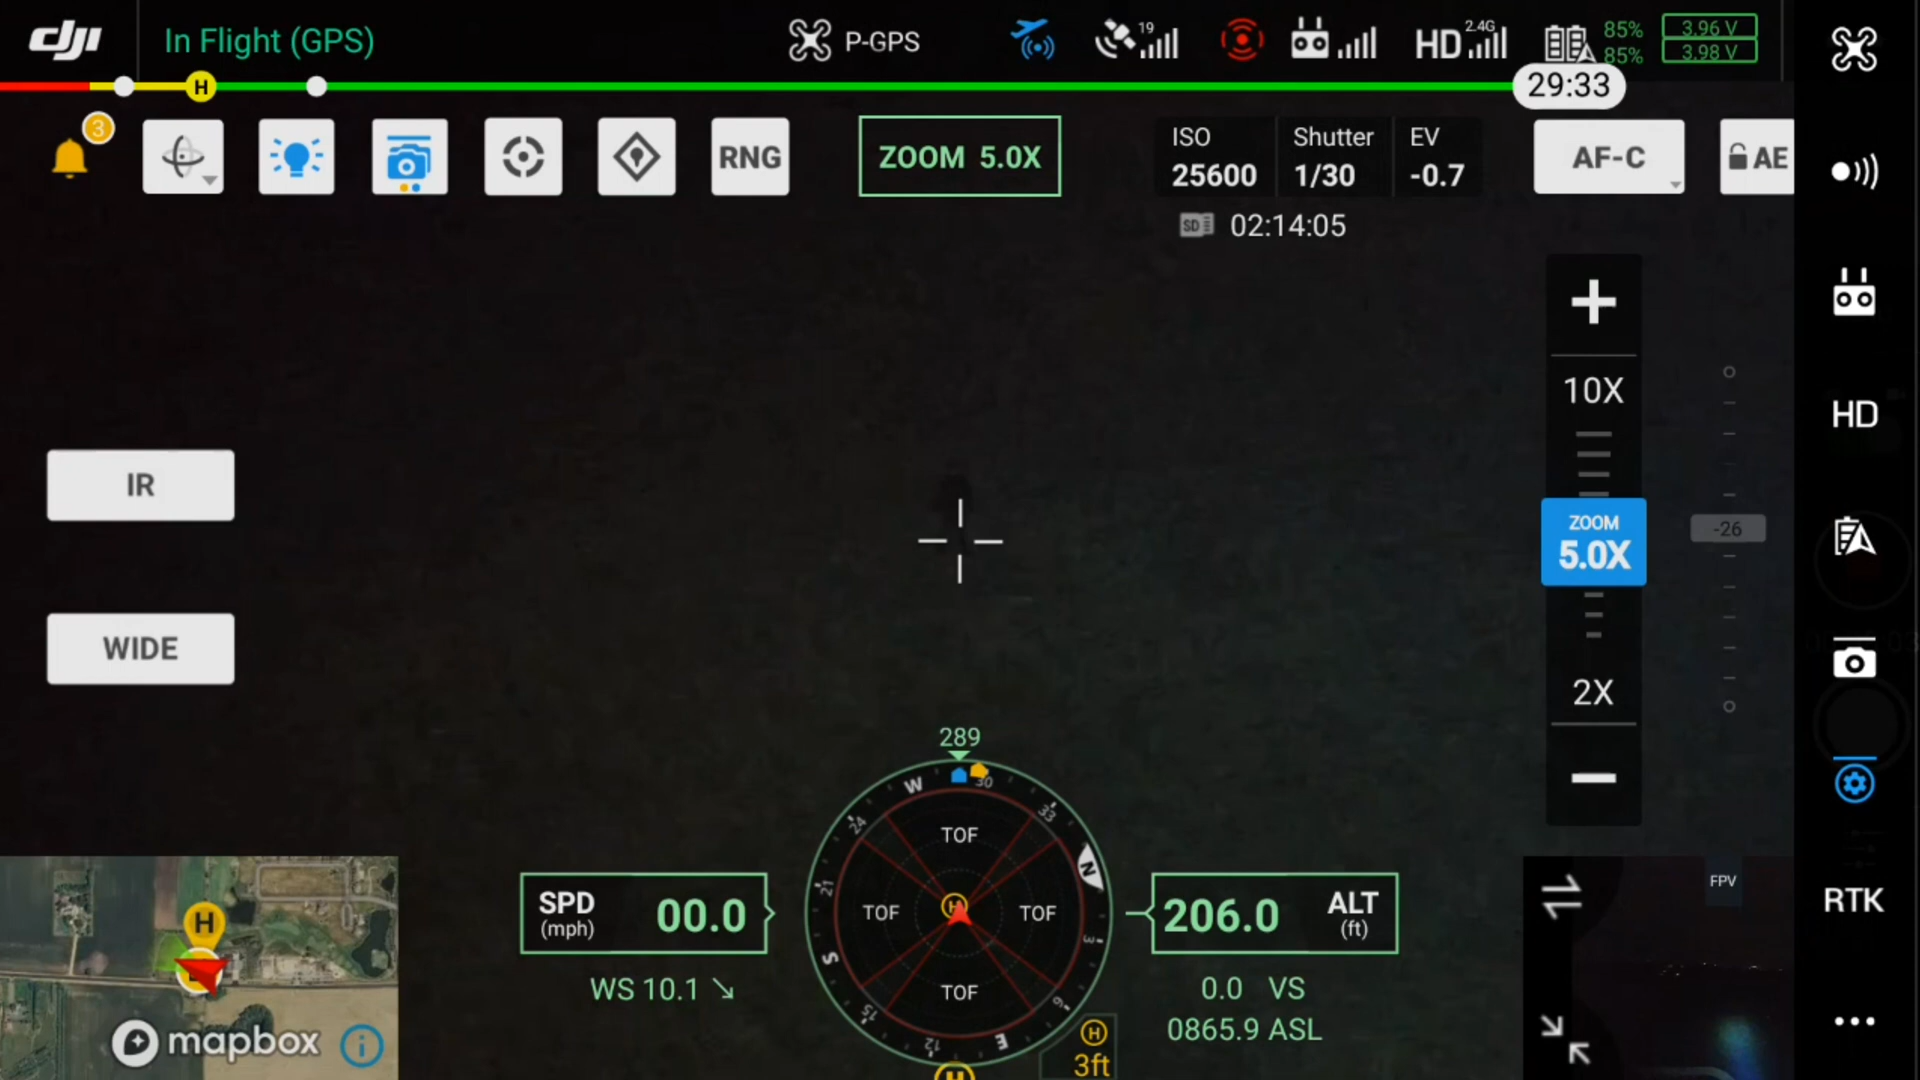 dji
In Flight (GPS)
P-GPS
19
HD 2.4G
85%
85%
3.96 V
3.98 V
H
29:33
3
RNG
ZOOM 5.0X
ISO
25600
Shutter
1/30
EV
-0.7
AF-C
AE
SD
02:14:05
10X
ZOOM
5.0X
2X
-26
HD
RTK
IR
WIDE
289
W
30
33
24
N
21
3
S
6
15
E
12
TOF
TOF
TOF
TOF
H
SPD
(mph)
00.0
WS 10.1
206.0
ALT
(ft)
0.0 VS
0865.9 ASL
H
3ft
H
H
mapbox
i
FPV